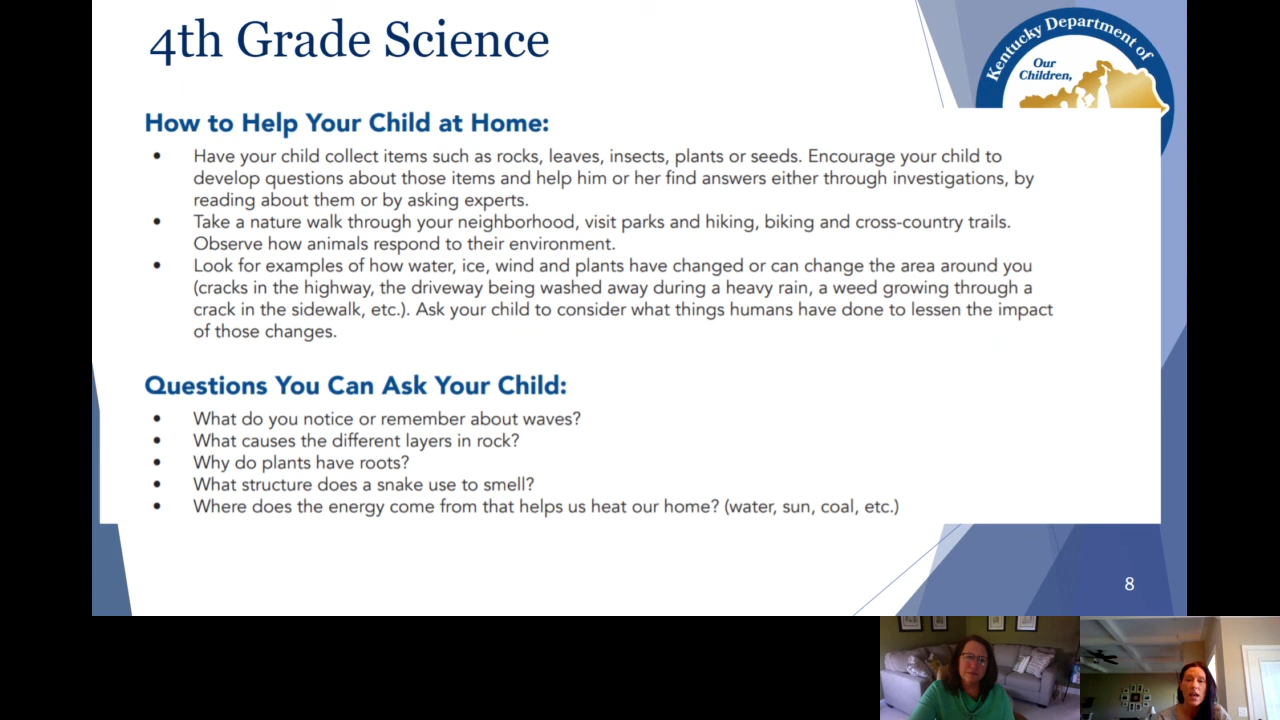 4th Grade Science
Kentucky Department of
Our
Children,
How to Help Your Child at Home:
• Have your child collect items such as rocks, leaves, insects, plants or seeds. Encourage your child to
develop questions about those items and help him or her find answers either through investigations, by
reading about them or by asking experts.
• Take a nature walk through your neighborhood, visit parks and hiking, biking and cross-country trails.
Observe how animals respond to their environment.
• Look for examples of how water, ice, wind and plants have changed or can change the area around you
(cracks in the highway, the driveway being washed away during a heavy rain, a weed growing through a
crack in the sidewalk, etc.). Ask your child to consider what things humans have done to lessen the impact
of those changes.
Questions You Can Ask Your Child:
• What do you notice or remember about waves?
• What causes the different layers in rock?
• Why do plants have roots?
• What structure does a snake use to smell?
• Where does the energy come from that helps us heat our home? (water, sun, coal, etc.)
8